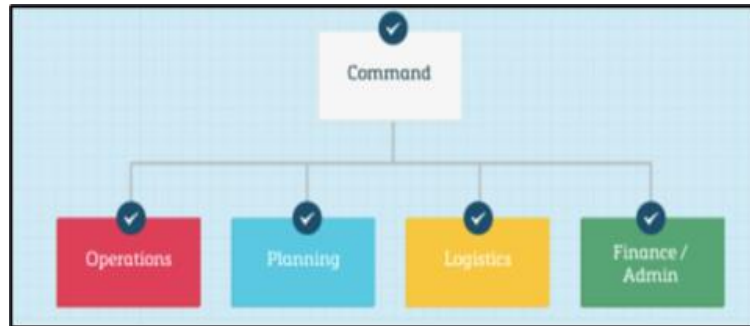 Command
Operations
Planning
Logistics
Finance /
Admin